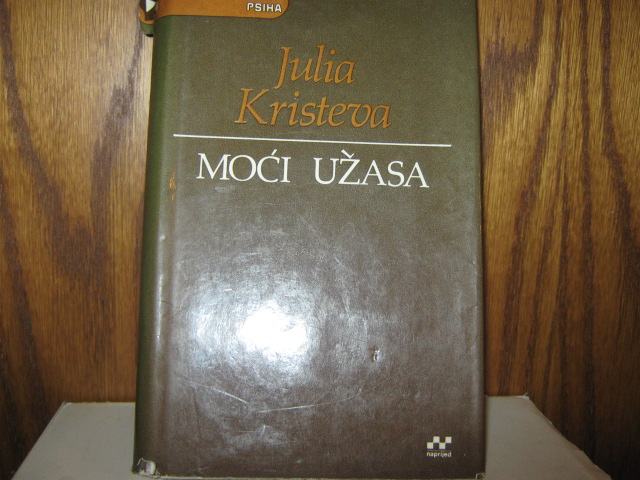 PSIHA
Julia
Kristeva
MOĆI UŽASA
naprijed